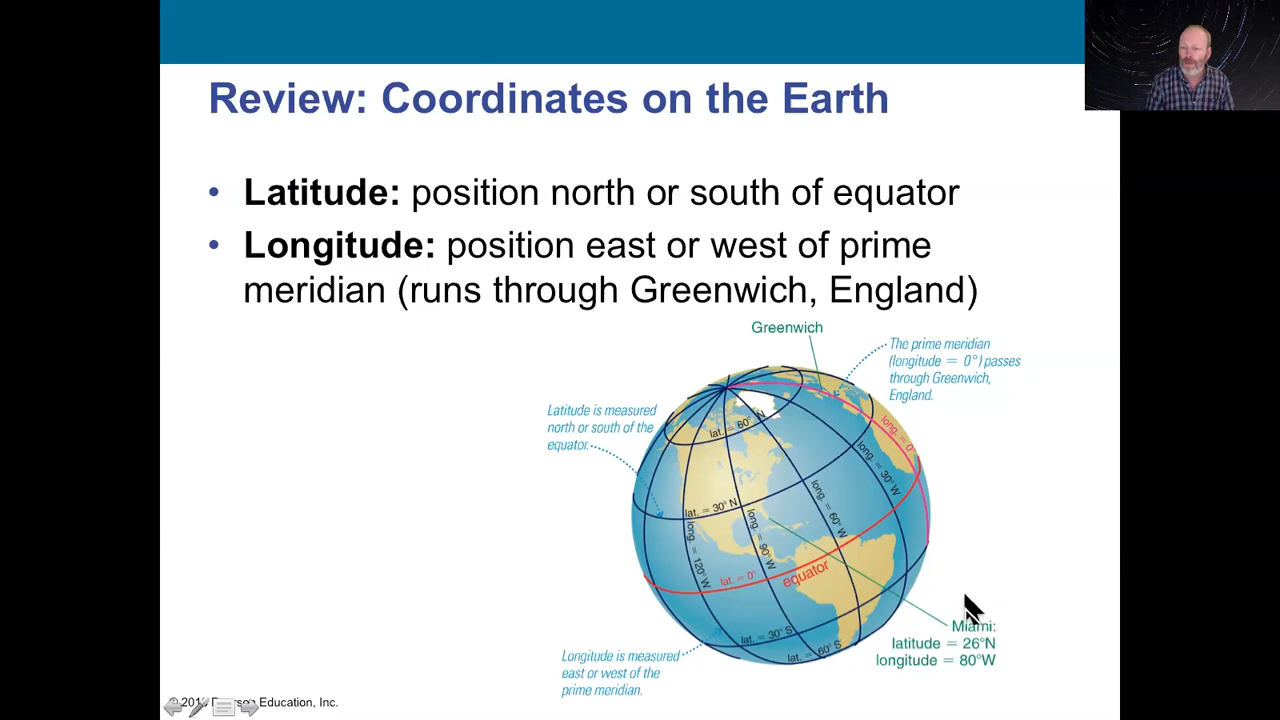 Review: Coordinates on the Earth
• Latitude: position north or south of equator
• Longitude: position east or west of prime
meridian (runs through Greenwich, England)
Greenwich
The prime meridian
(longitude = 0°) passes
through Greenwich,
England.
Latitude is measured
north or south of the
equator.
lat. = 60° N
long. = 0°
long. = 30° W
lat. = 30° N
long. = 60° W
long. = 90° W
long. = 120° W
lat. = 0°
equator
lat. = 30° S
lat. = 60° S
Miami:
latitude = 26°N
longitude = 80°W
Longitude is measured
east or west of the
prime meridian.
Education, Inc.